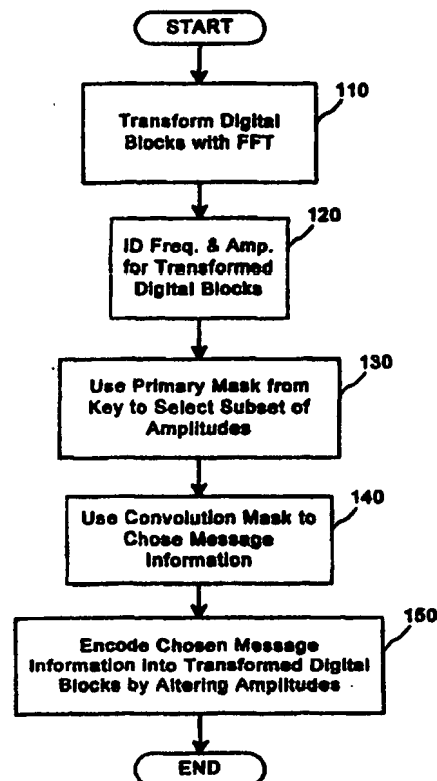 START
110
Transform Digital
Blocks with FFT
120
ID Freq. & Amp.
for Transformed
Digital Blocks
130
Use Primary Mask from
Key to Select Subset of
Amplitudes
140
Use Convolution Mask to
Chose Message
Information
150
Encode Chosen Message
Information into Transformed Digital
Blocks by Altering Amplitudes
END